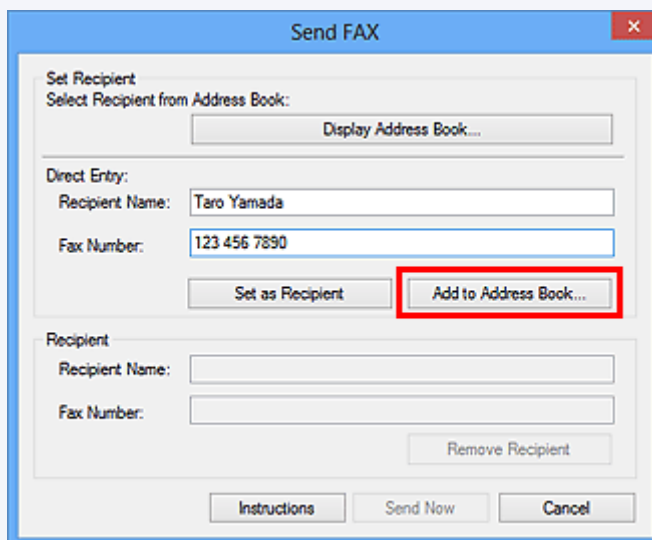 Send FAX
Set Recipient
Select Recipient from Address Book:
Display Address Book...
Direct Entry:
Recipient Name: Taro Yamada
Fax Number: 123 456 7890
Set as Recipient Add to Address Book...
Recipient
Recipient Name:
Fax Number:
Remove Recipient
Instructions Send Now Cancel